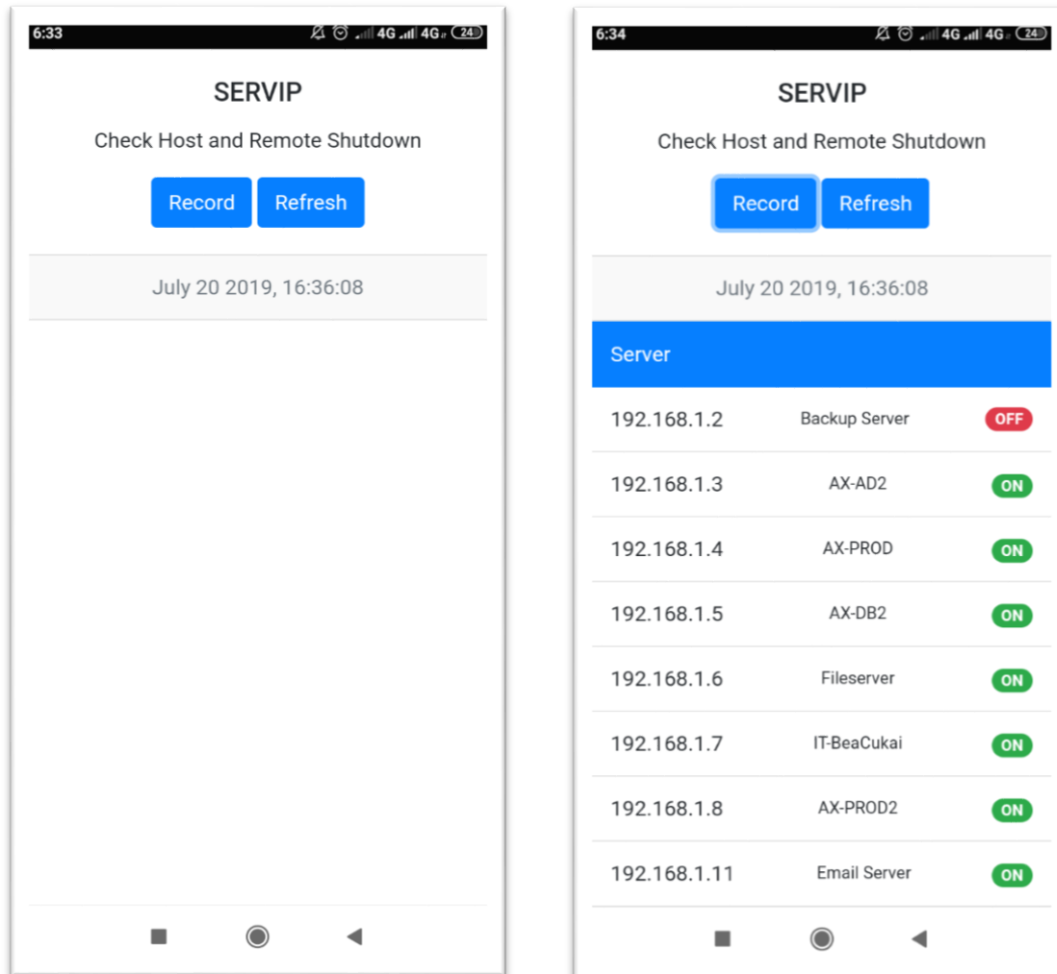 6:33 4G 4G 24
SERVIP
Check Host and Remote Shutdown
Record Refresh
July 20 2019, 16:36:08
6:34 4G 4G 24
SERVIP
Check Host and Remote Shutdown
Record Refresh
July 20 2019, 16:36:08
Server
192.168.1.2 Backup Server OFF
192.168.1.3 AX-AD2 ON
192.168.1.4 AX-PROD ON
192.168.1.5 AX-DB2 ON
192.168.1.6 Fileserver ON
192.168.1.7 IT-BeaCukai ON
192.168.1.8 AX-PROD2 ON
192.168.1.11 Email Server ON